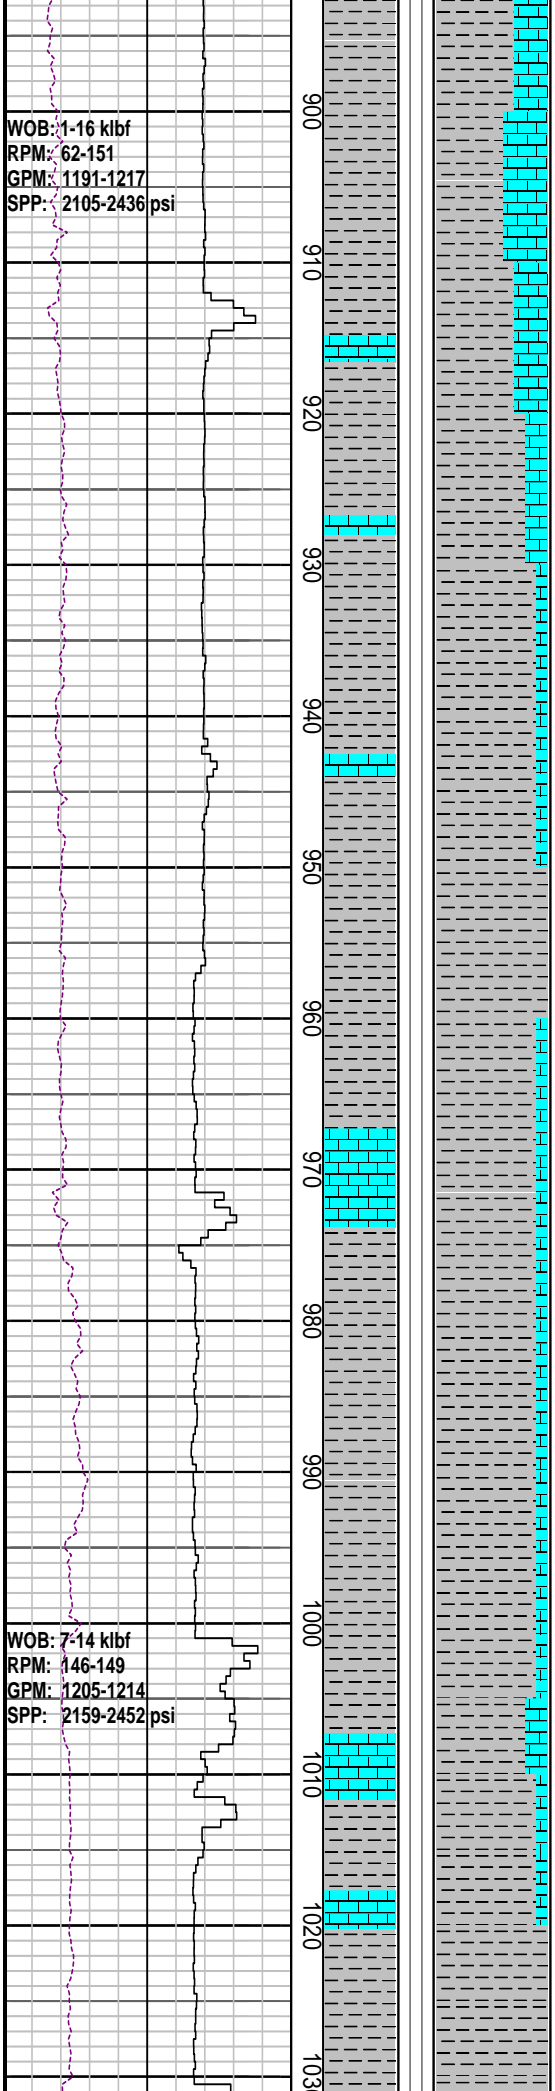 900
WOB: 1-16 klbf
RPM: 62-151
GPM: 1191-1217
SPP: 2105-2436 psi
910
920
930
940
950
960
970
980
990
1000
WOB: 7-14 klbf
RPM: 146-149
GPM: 1205-1214
SPP: 2159-2452 psi
1010
1020
1030